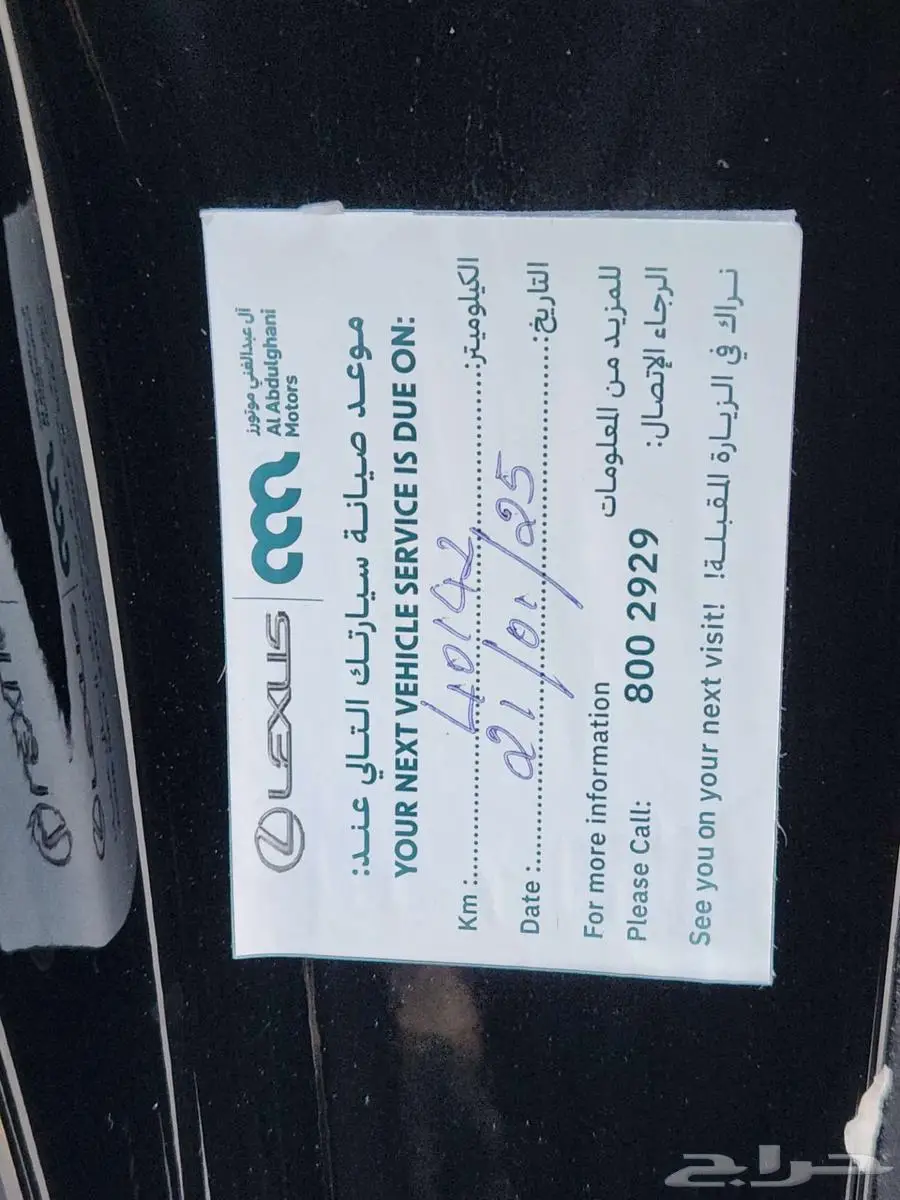 LEXUS
آل عبدالغني موتورز
Al Abdulghani
Motors
موعد صيانة سيارتك التالي عند:
YOUR NEXT VEHICLE SERVICE IS DUE ON:
Km :........40142........الكيلوميتر:
Date :........21/01/25........التاريخ:
For more information للمزيد من المعلومات
Please Call: 800 2929 الرجاء الإتصال:
See you on your next visit! نراك في الزيارة المقبلة!
حراج